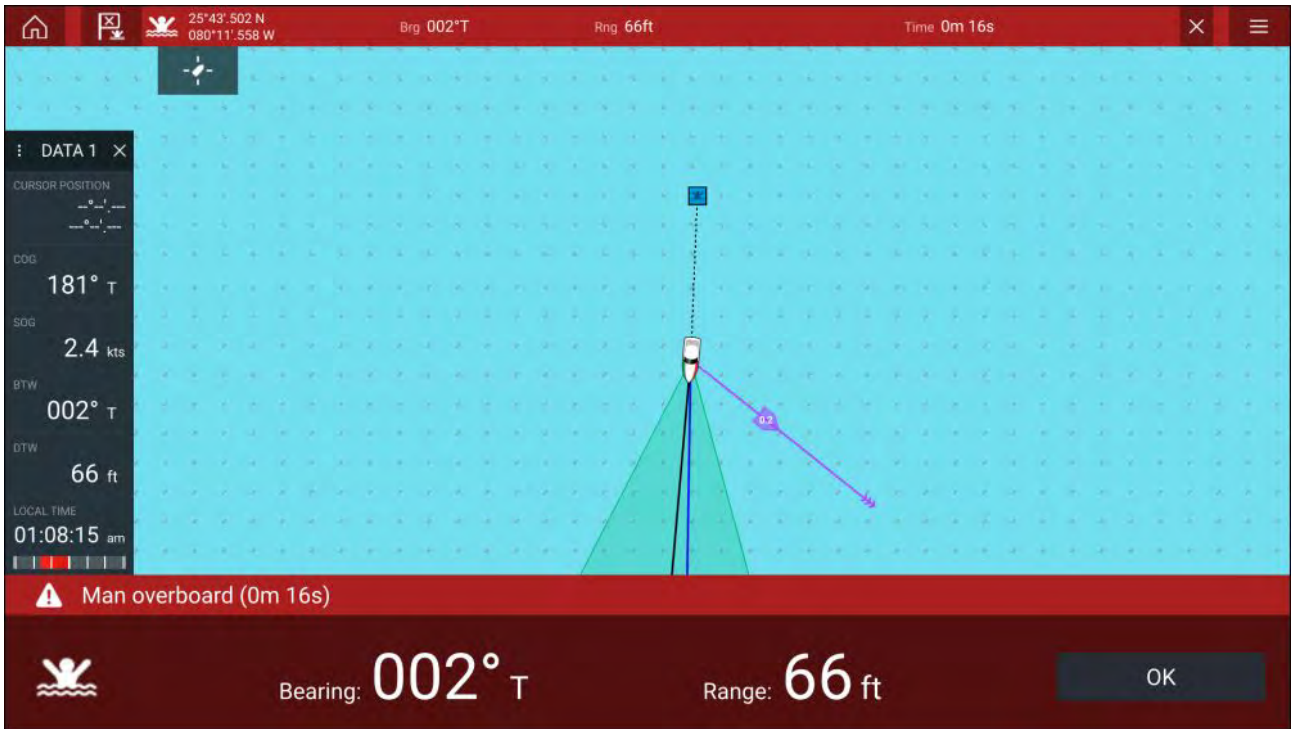 25°43'.502 N
080°11'.558 W
Brg 002°T
Rng 66ft
Time 0m 16s
DATA 1
CURSOR POSITION
--°--'.---
---°--'.---
COG
181° T
SOG
2.4 kts
BTW
002° T
DTW
66 ft
LOCAL TIME
01:08:15 am
0.2
Man overboard (0m 16s)
Bearing: 002° T
Range: 66 ft
OK